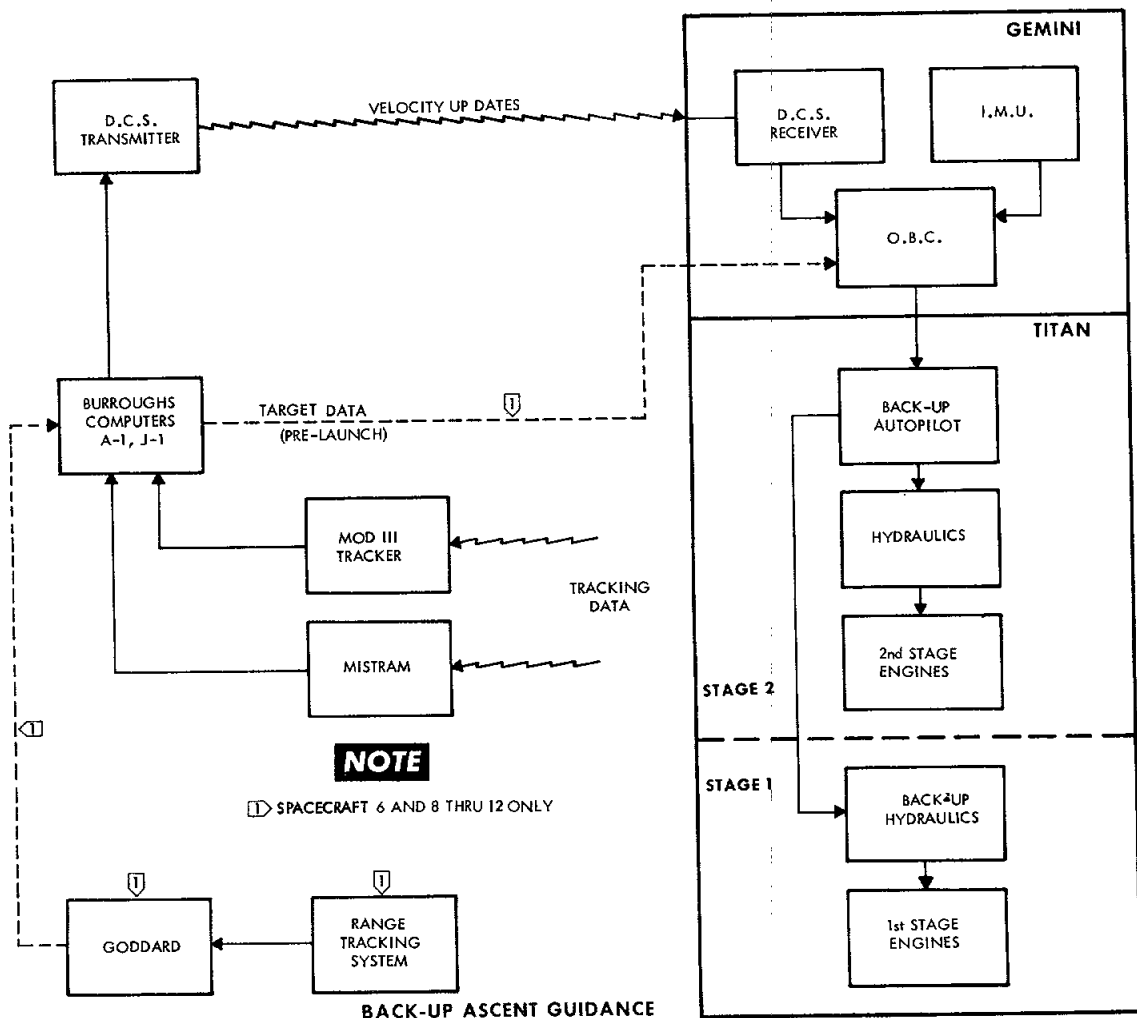 GEMINI
D.C.S.
TRANSMITTER
VELOCITY UP DATES
D.C.S.
RECEIVER
I.M.U.
O.B.C.
TITAN
BURROUGHS
COMPUTERS
A-1, J-1
TARGET DATA
(PRE-LAUNCH)
1
BACK-UP
AUTOPILOT
MOD III
TRACKER
HYDRAULICS
TRACKING
DATA
MISTRAM
2nd STAGE
ENGINES
STAGE 2
1
NOTE
1 SPACECRAFT 6 AND 8 THRU 12 ONLY
STAGE 1
BACK-UP
HYDRAULICS
1
1
GODDARD
RANGE
TRACKING
SYSTEM
1st STAGE
ENGINES
BACK-UP ASCENT GUIDANCE